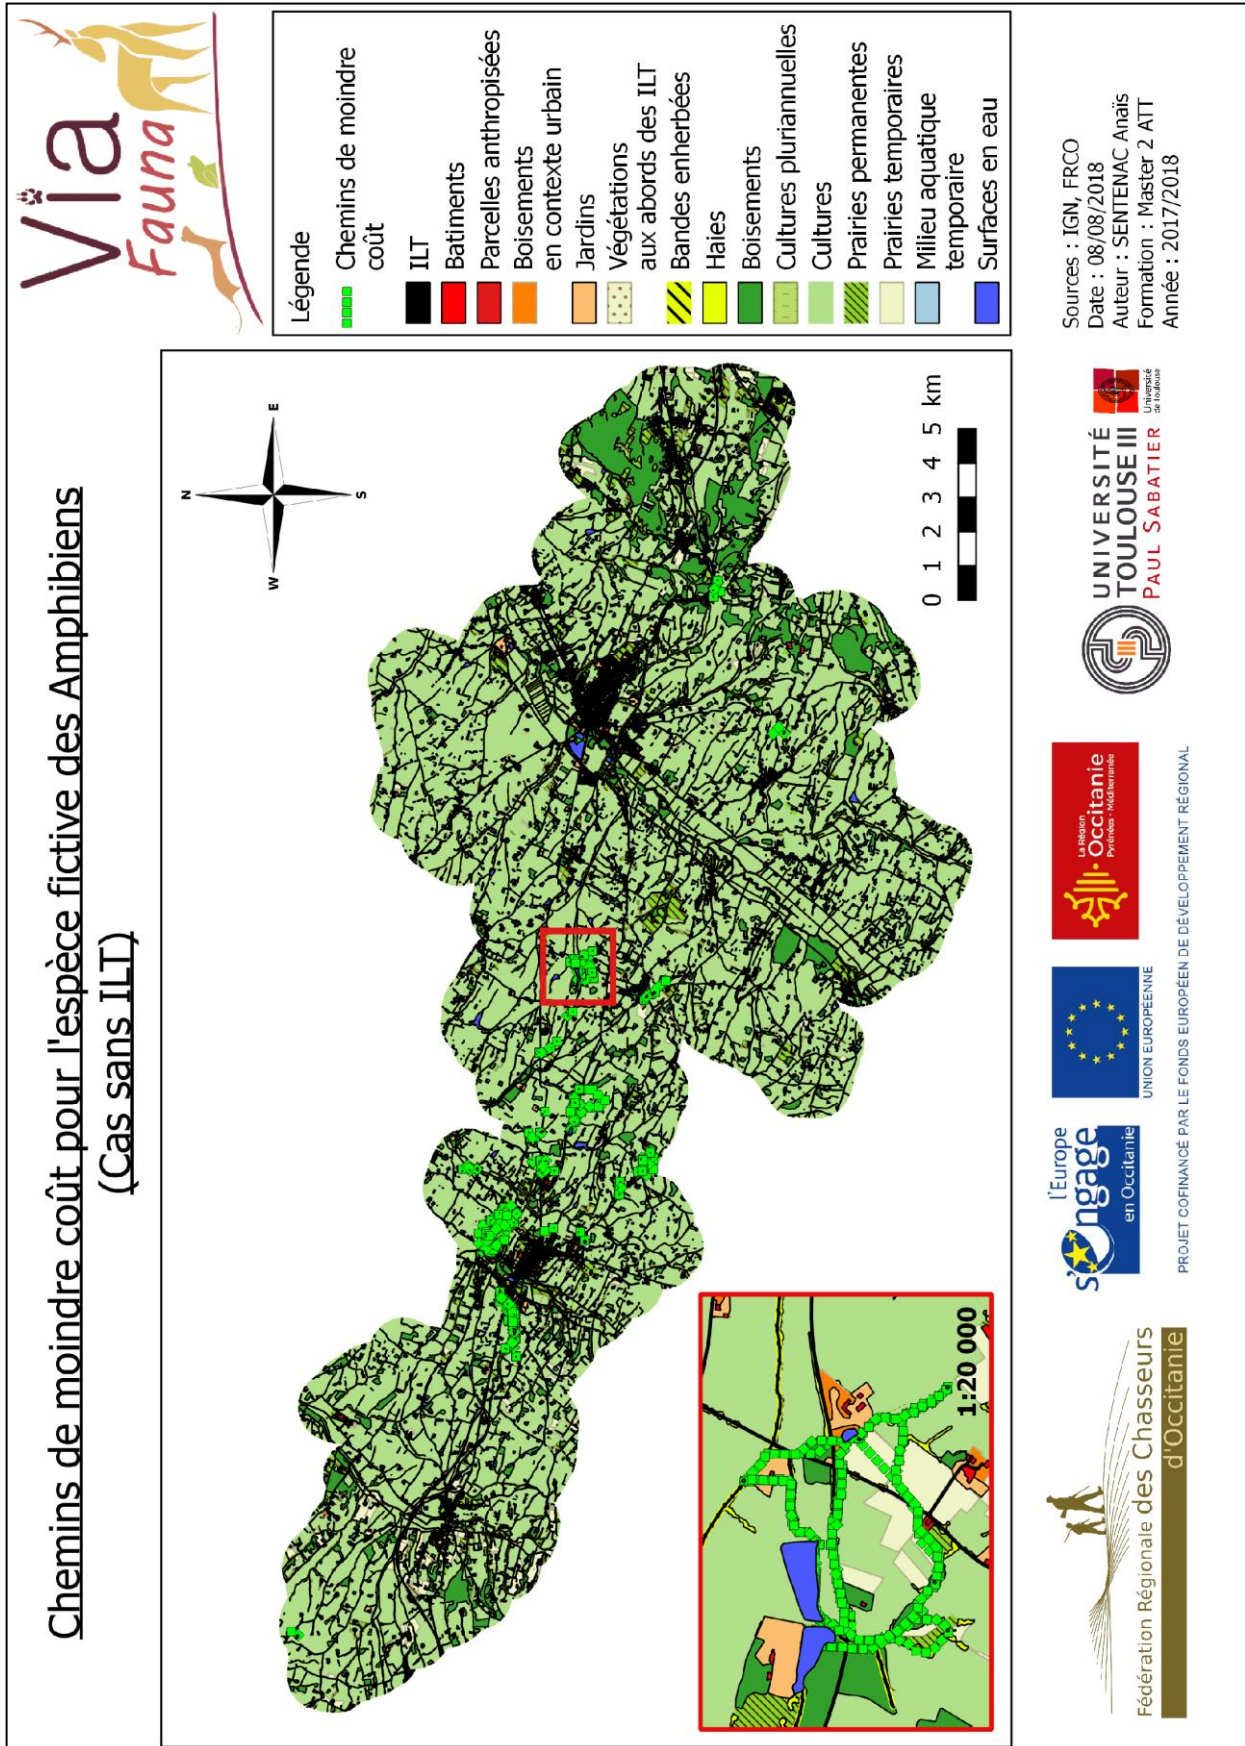 Chemins de moindre coût pour l'espèce fictive des Amphibiens
(Cas sans ILT)
Via
Fauna
Légende
Chemins de moindre
coût
ILT
Batiments
Parcelles anthropisées
Boisements
en contexte urbain
Jardins
Végétations
aux abords des ILT
Bandes enherbées
Haies
Boisements
Cultures pluriannuelles
Cultures
Prairies permanentes
Prairies temporaires
Milieu aquatique
temporaire
Surfaces en eau
N
W
E
S
0 1 2 3 4 5 km
1:20 000
Fédération Régionale des Chasseurs
d'Occitanie
l'Europe
s'engage
en Occitanie
UNION EUROPÉENNE
La Région
Occitanie
Pyrénées - Méditerranée
PROJET COFINANCÉ PAR LE FONDS EUROPÉEN DE DÉVELOPPEMENT RÉGIONAL
UNIVERSITÉ
TOULOUSE III
PAUL SABATIER
Université
de Toulouse
Sources : IGN, FRCO
Date : 08/08/2018
Auteur : SENTENAC Anaïs
Formation : Master 2 ATT
Année : 2017/2018